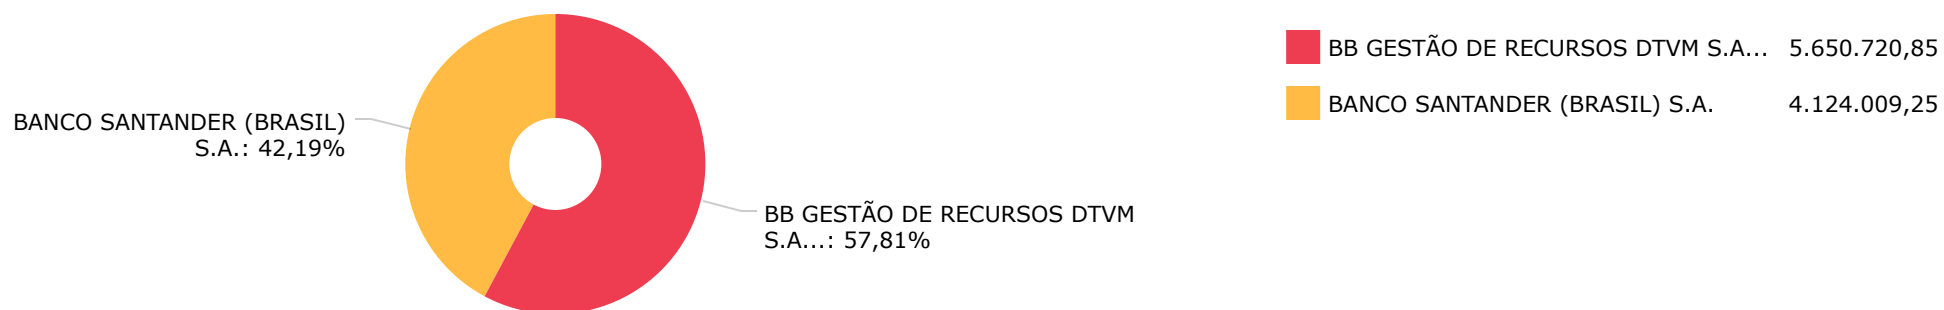 BANCO SANTANDER (BRASIL)
S.A.: 42,19%
BB GESTÃO DE RECURSOS DTVM
S.A...: 57,81%
BB GESTÃO DE RECURSOS DTVM S.A... 5.650.720,85
BANCO SANTANDER (BRASIL) S.A. 4.124.009,25